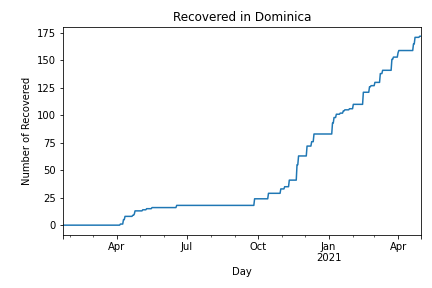 Recovered in Dominica
Number of Recovered
175
150
125
100
75
50
25
0
Apr
Jul
Oct
Jan
2021
Apr
Day